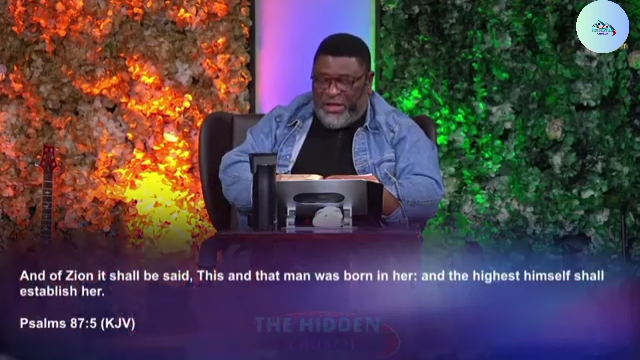 And of Zion it shall be said, This and that man was born in her: and the highest himself shall
establish her.
Psalms 87:5 (KJV)
THE HIDDEN
CHURCH